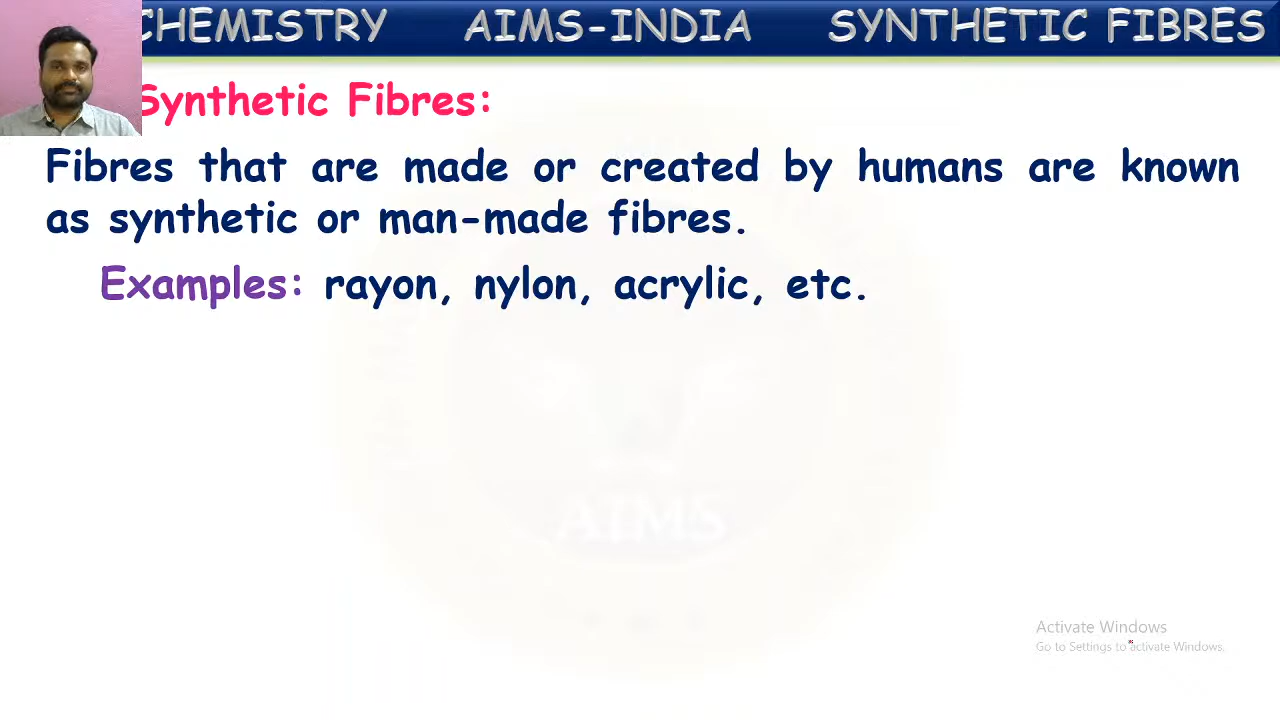 CHEMISTRY AIMS-INDIA SYNTHETIC FIBRES
Synthetic Fibres:
Fibres that are made or created by humans are known
as synthetic or man-made fibres.
Examples: rayon, nylon, acrylic, etc.
AIMS
Activate Windows
Go to Settings to activate Windows.